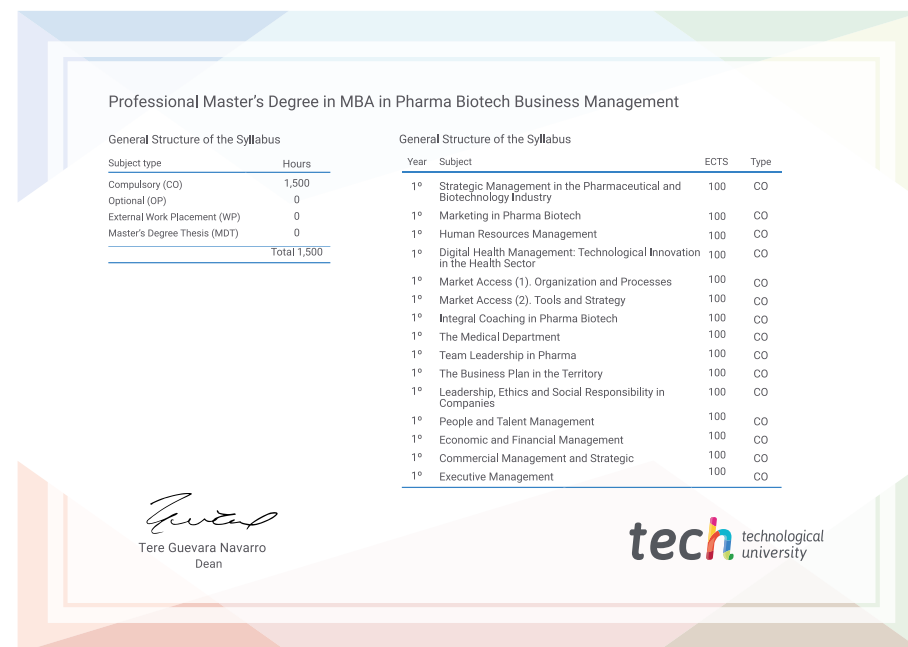 Professional Master's Degree in MBA in Pharma Biotech Business Management
General Structure of the Syllabus
Subject type Hours
Compulsory (CO) 1,500
Optional (OP) 0
External Work Placement (WP) 0
Master's Degree Thesis (MDT) 0
Total 1,500
General Structure of the Syllabus
Year Subject ECTS Type
1º Strategic Management in the Pharmaceutical and 100 CO
Biotechnology Industry
1º Marketing in Pharma Biotech 100 CO
1º Human Resources Management 100 CO
1º Digital Health Management: Technological Innovation 100 CO
in the Health Sector
1º Market Access (1). Organization and Processes 100 CO
1º Market Access (2). Tools and Strategy 100 CO
1º Integral Coaching in Pharma Biotech 100 CO
1º The Medical Department 100 CO
1º Team Leadership in Pharma 100 CO
1º The Business Plan in the Territory 100 CO
1º Leadership, Ethics and Social Responsibility in 100 CO
Companies
1º People and Talent Management 100 CO
1º Economic and Financial Management 100 CO
1º Commercial Management and Strategic 100 CO
1º Executive Management 100 CO
Tere Guevara Navarro
Dean
tech technological
university